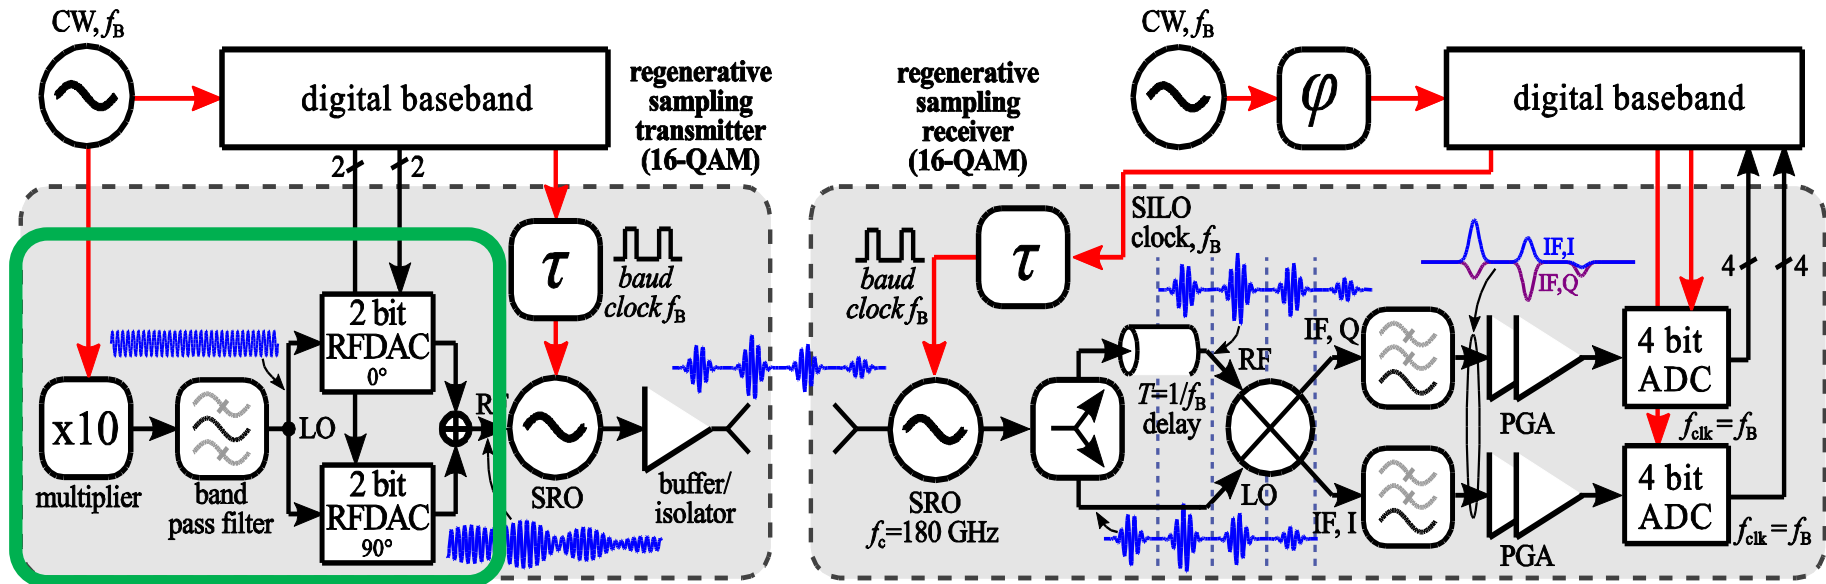 CW, fB
digital baseband
regenerative
sampling
transmitter
(16-QAM)
2
2
τ
baud
clock fB
2 bit
RFDAC
0°
x10
multiplier
band
pass filter
LO
2 bit
RFDAC
90°
RF
SRO
buffer/
isolator
regenerative
sampling
receiver
(16-QAM)
CW, fB
φ
digital baseband
SILO
clock, fB
τ
baud
clock fB
SRO
fc=180 GHz
T=1/fB
delay
RF
LO
IF, Q
IF, I
IF,I
IF,Q
PGA
PGA
4
4
4 bit
ADC
fclk = fB
4 bit
ADC
fclk = fB